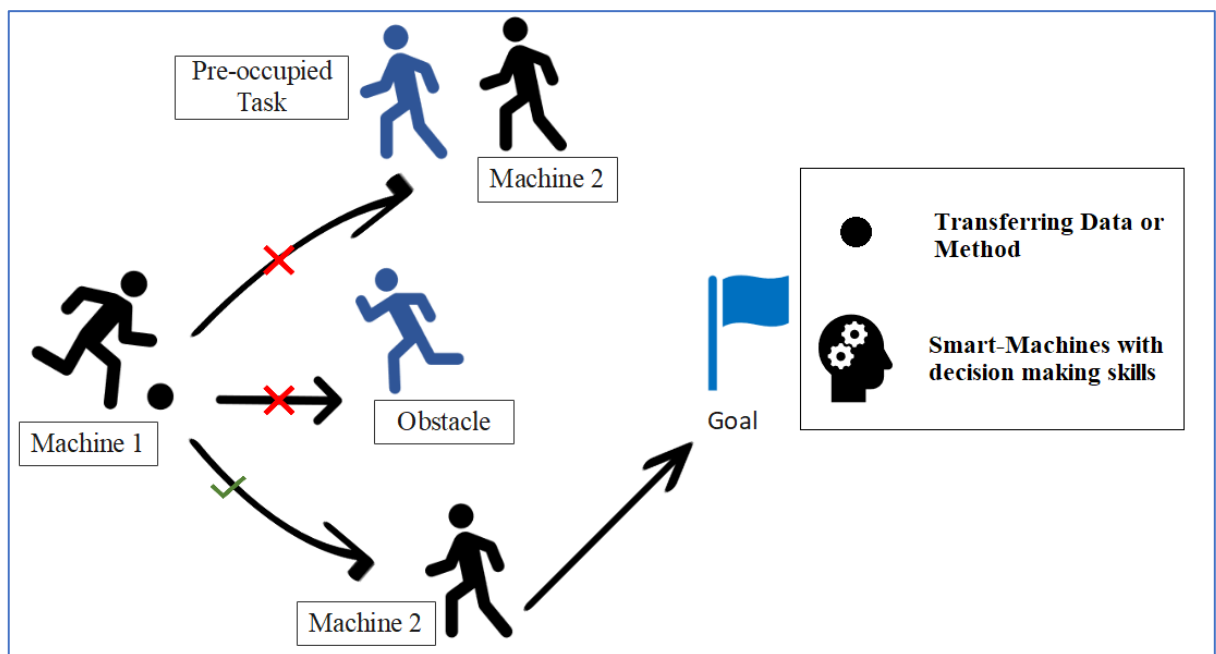 Pre-occupied
Task
Machine 2
Transferring Data or
Method
Smart-Machines with
decision making skills
Obstacle
Goal
Machine 1
Machine 2